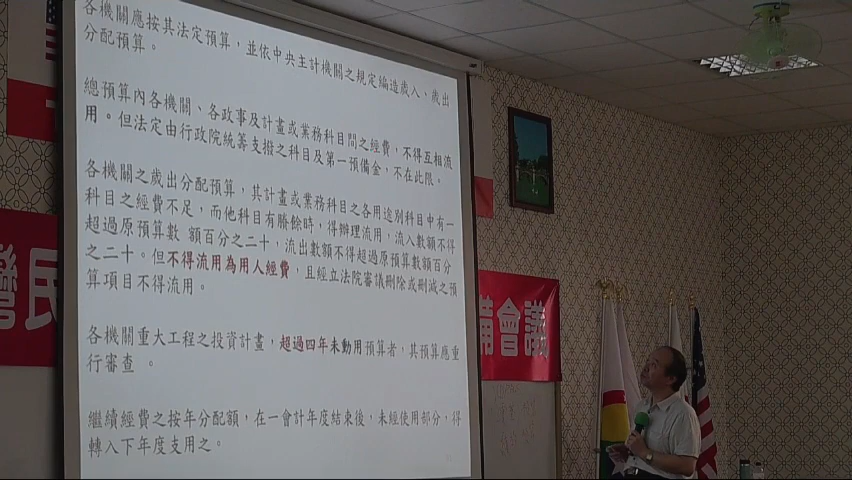 各機關應按其法定預算，並依中央主計機關之規定編造歲入、歲出
分配預算。
總預算內各機關、各政事及計畫或業務科目間之經費，不得互相流
用。但法定由行政院統籌支撥之科目及第一預備金，不在此限。
各機關之歲出分配預算，其計畫或業務科目之各用途別科目中有一
科目之經費不足，而他科目有賸餘時，得辦理流用，流入數額不得
超過原預算數 額百分之二十，流出數額不得超過原預算數額百分
之二十。但不得流用為用人經費，且經立法院審議刪除或刪減之預
算項目不得流用。
各機關重大工程之投資計畫，超過四年未動用預算者，其預算應重
行審查 。
繼續經費之按年分配額，在一會計年度結束後，未經使用部分，得
轉入下年度支用之。
灣民
備會議